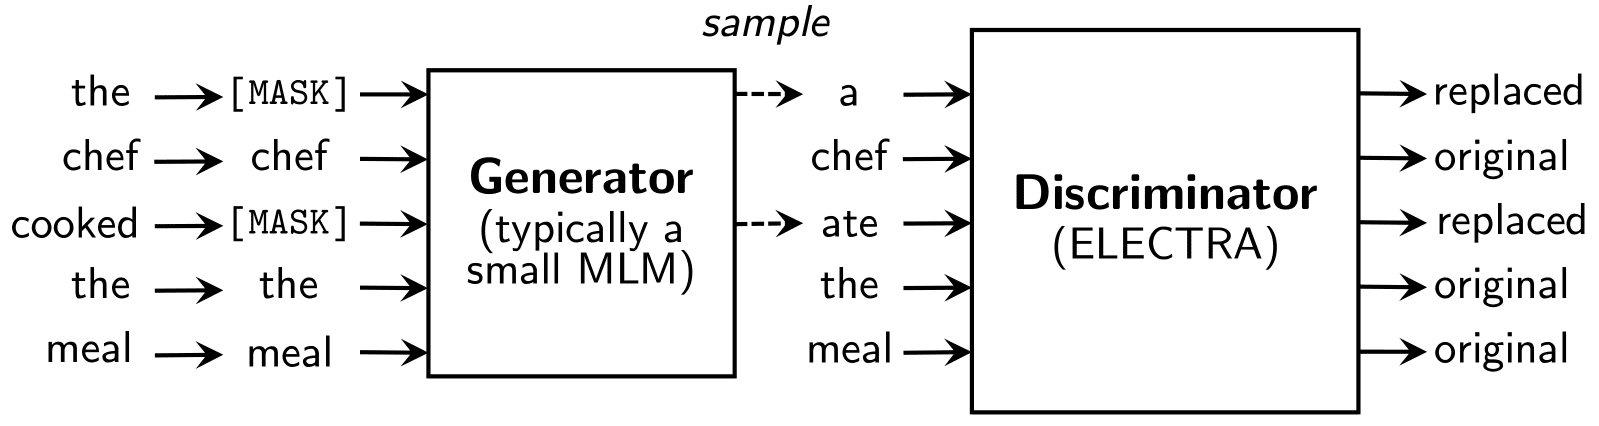 sample
the [MASK] a replaced
chef chef chef original
cooked [MASK] ate replaced
the the the original
meal meal meal original
Generator
(typically a
small MLM)
Discriminator
(ELECTRA)